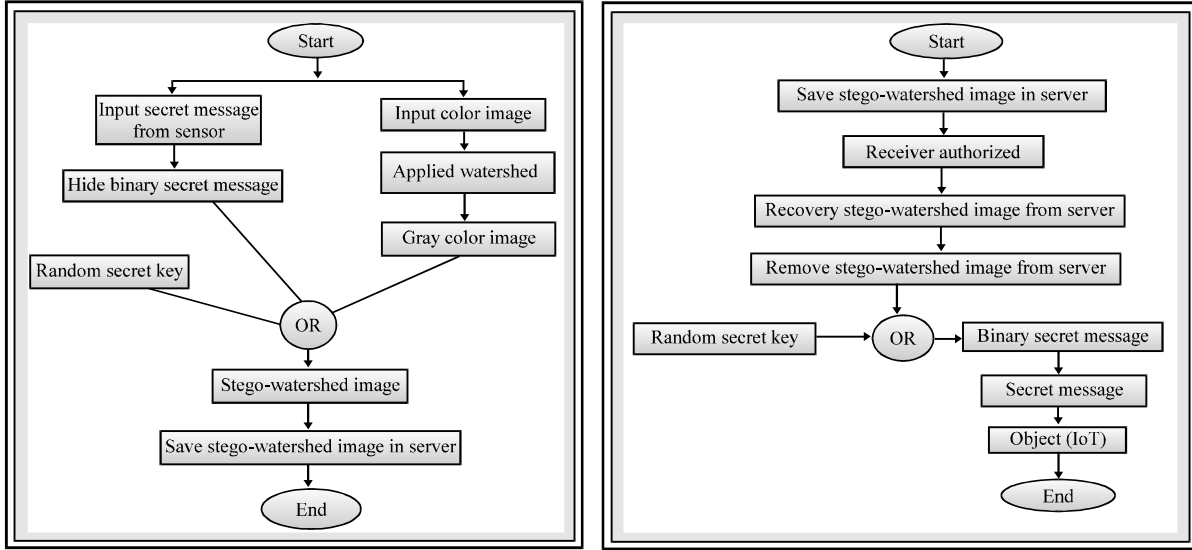 Start
Input secret message
from sensor
Hide binary secret message
Input color image
Applied watershed
Gray color image
Random secret key
OR
Stego-watershed image
Save stego-watershed image in server
End
Start
Save stego-watershed image in server
Receiver authorized
Recovery stego-watershed image from server
Remove stego-watershed image from server
Random secret key
OR
Binary secret message
Secret message
Object (IoT)
End